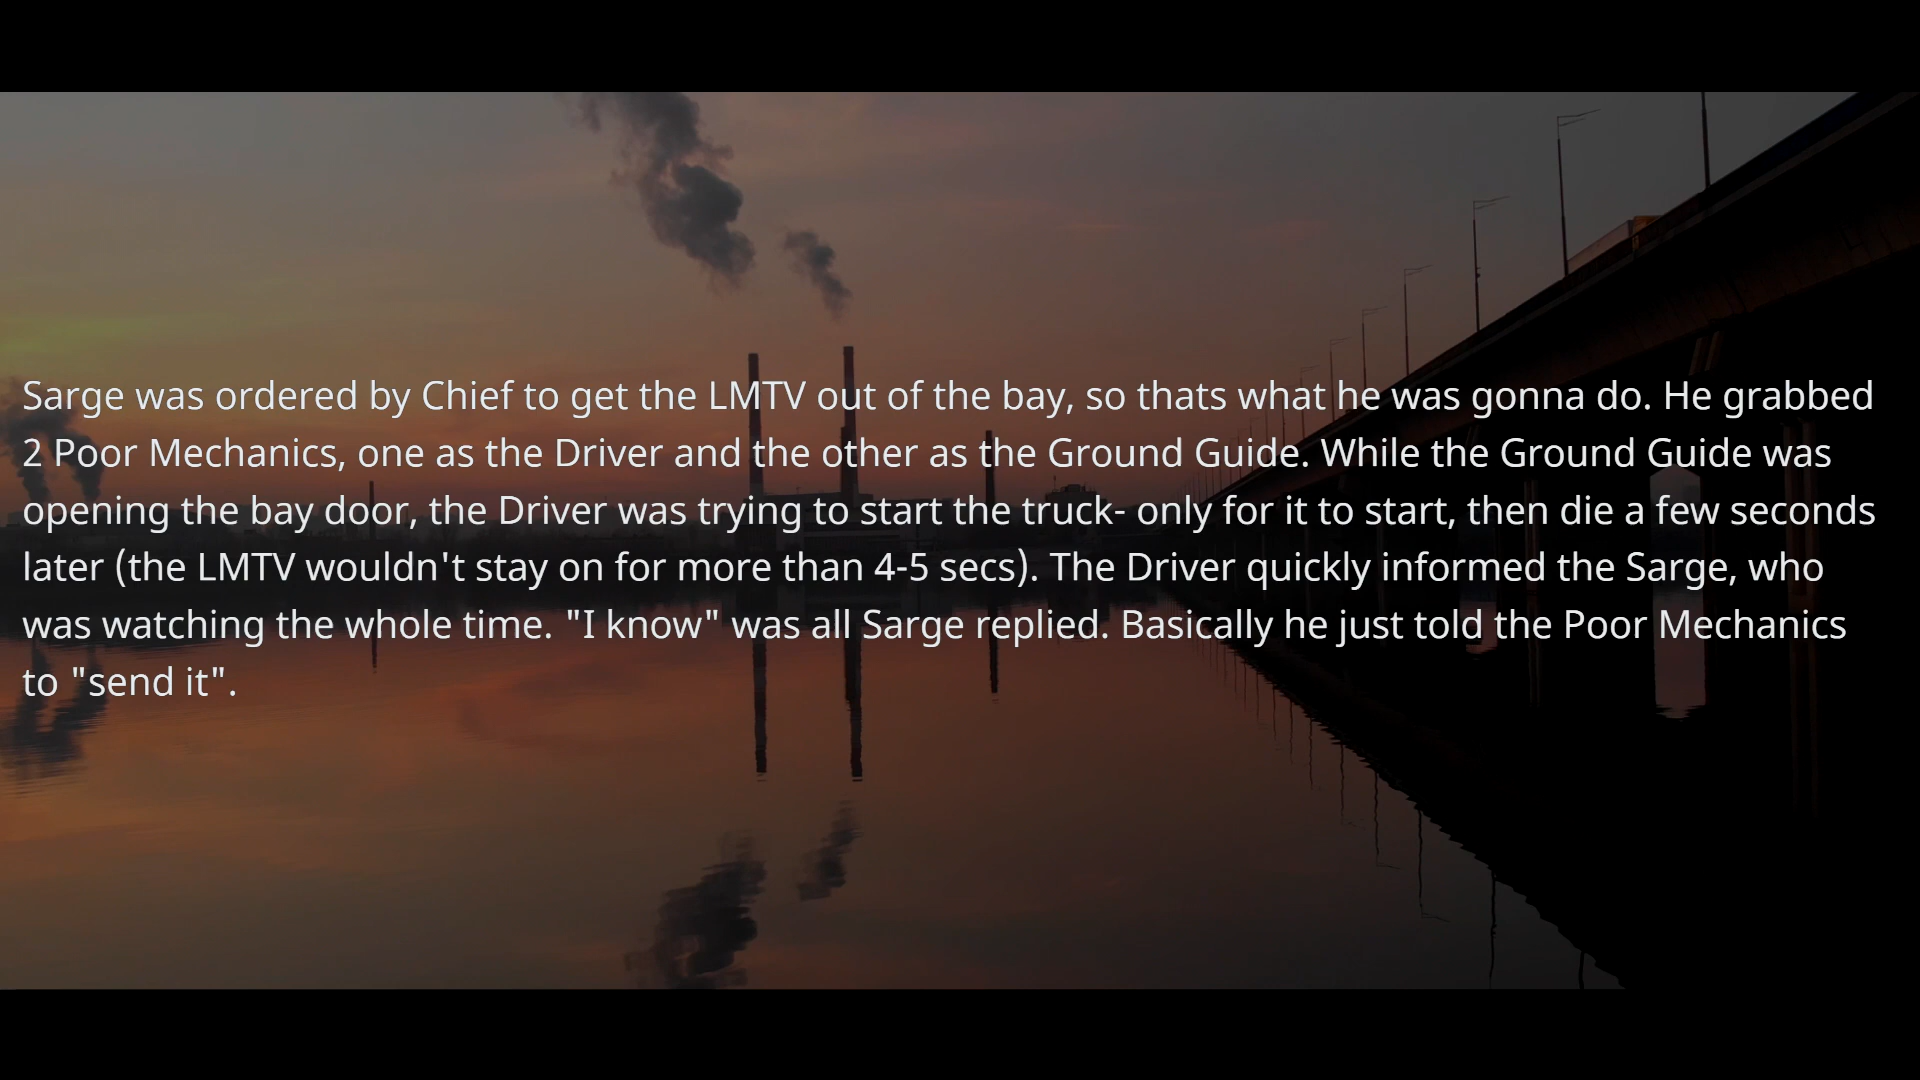 Sarge was ordered by Chief to get the LMTV out of the bay, so thats what he was gonna do. He grabbed
2 Poor Mechanics, one as the Driver and the other as the Ground Guide. While the Ground Guide was
opening the bay door, the Driver was trying to start the truck- only for it to start, then die a few seconds
later (the LMTV wouldn't stay on for more than 4-5 secs). The Driver quickly informed the Sarge, who
was watching the whole time. "I know" was all Sarge replied. Basically he just told the Poor Mechanics
to "send it".